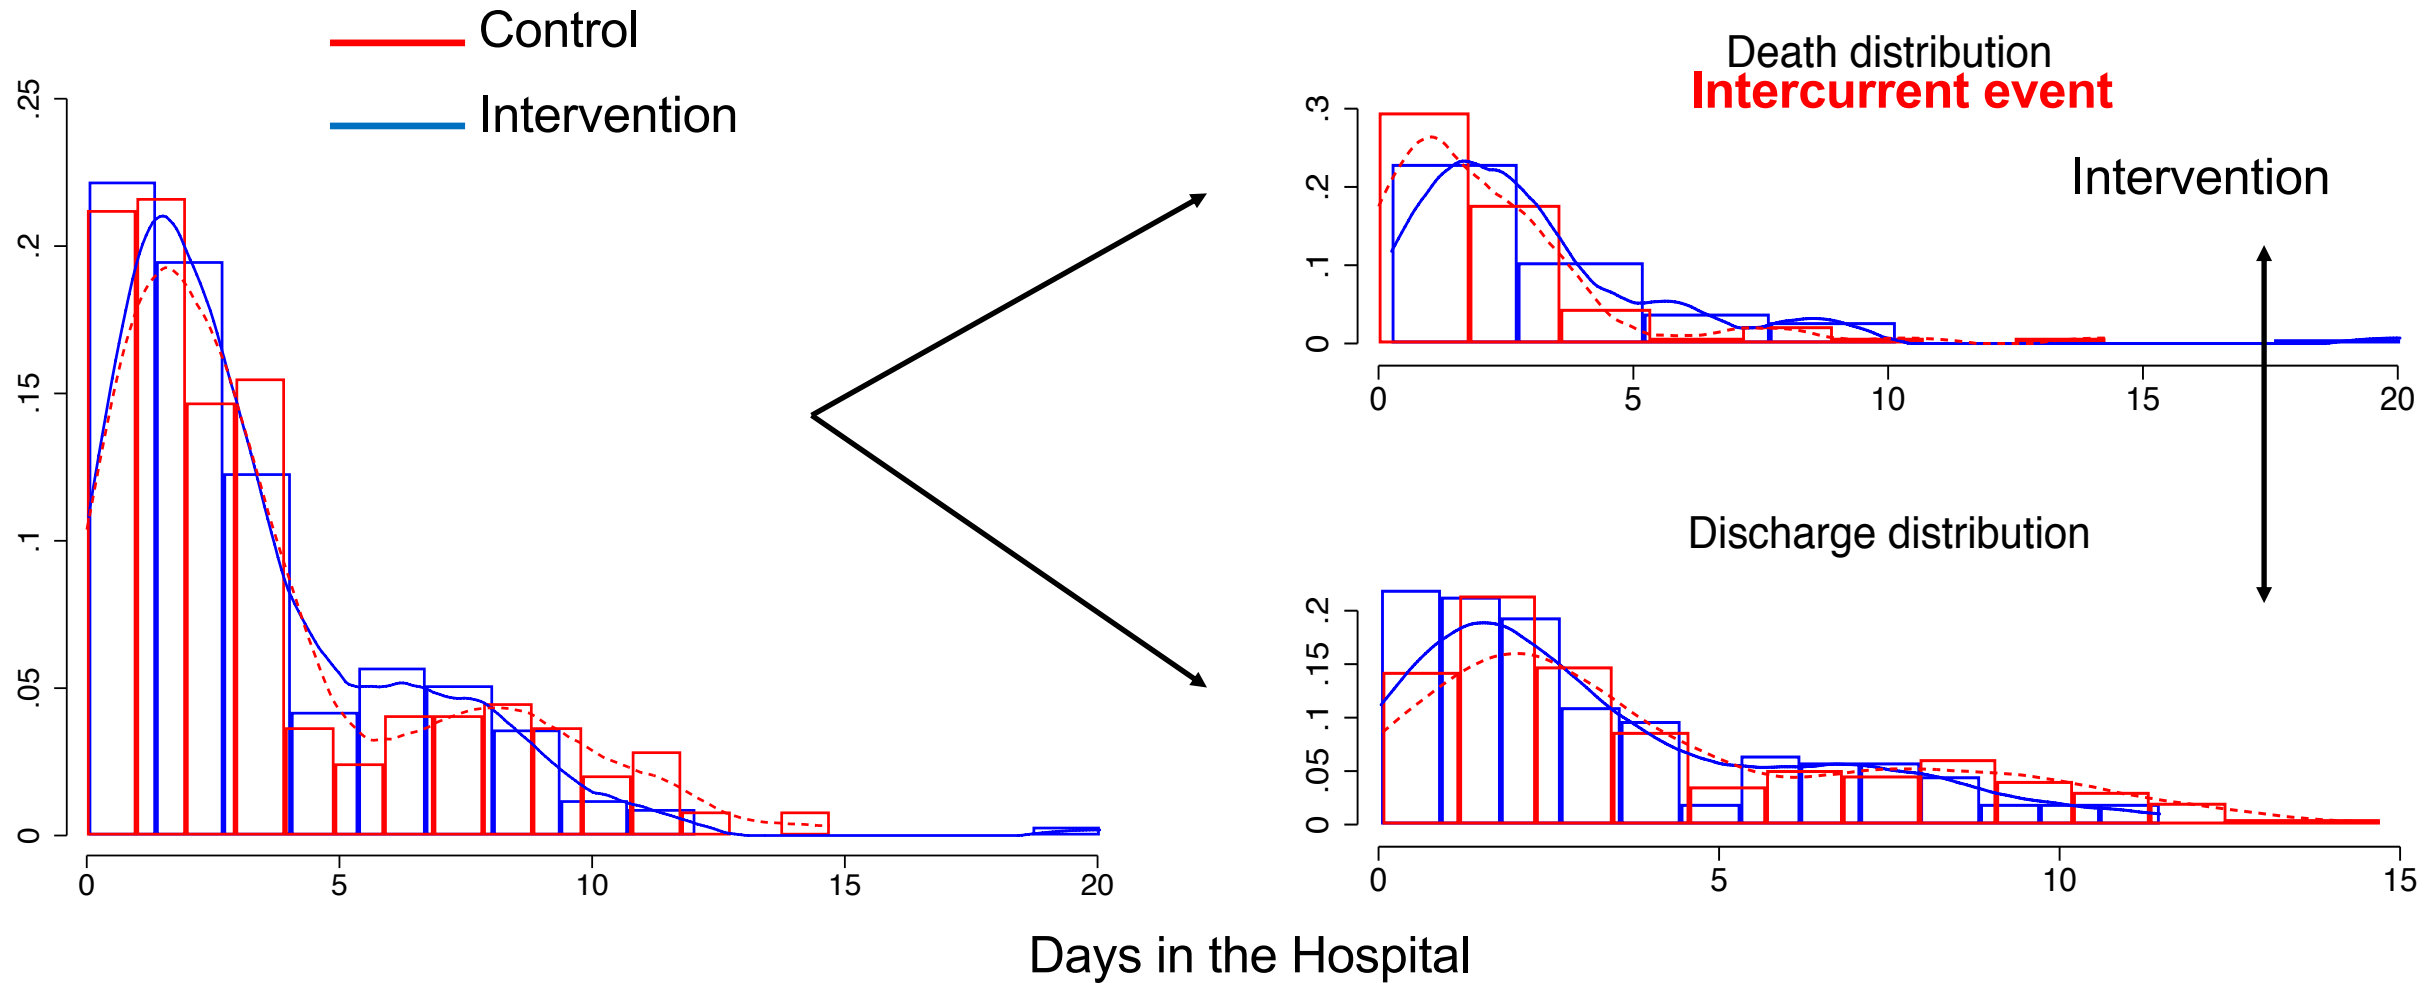 Control
Intervention
.25
.2
.15
.1
.05
0
0 5 10 15 20
Death distribution
Intercurrent event
.3
.2
.1
0
0 5 10 15 20
Intervention
Discharge distribution
.2
.15
.1
.05
0
0 5 10 15
Days in the Hospital